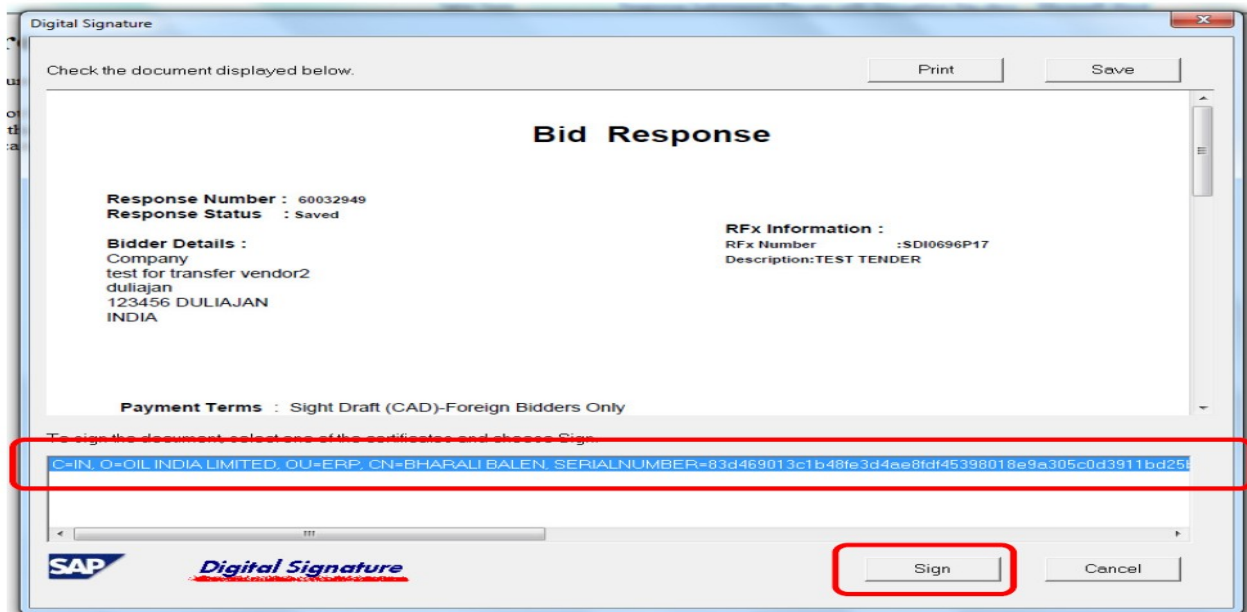 Digital Signature
Check the document displayed below.
Print
Save
Bid Response
Response Number : 60032949
Response Status : Saved
Bidder Details :
Company
test for transfer vendor2
duliajan
123456 DULIAJAN
INDIA
RFx Information :
RFx Number :SDI0696P17
Description:TEST TENDER
Payment Terms : Sight Draft (CAD)-Foreign Bidders Only
To sign the document, select one of the certificates and choose Sign.
C=IN, O=OIL INDIA LIMITED, OU=ERP, CN=BHARALI BALEN, SERIALNUMBER=83d469013c1b48fe3d4ae8fdf45398018e9a305c0d3911bd25
SAP
Digital Signature
Sign
Cancel